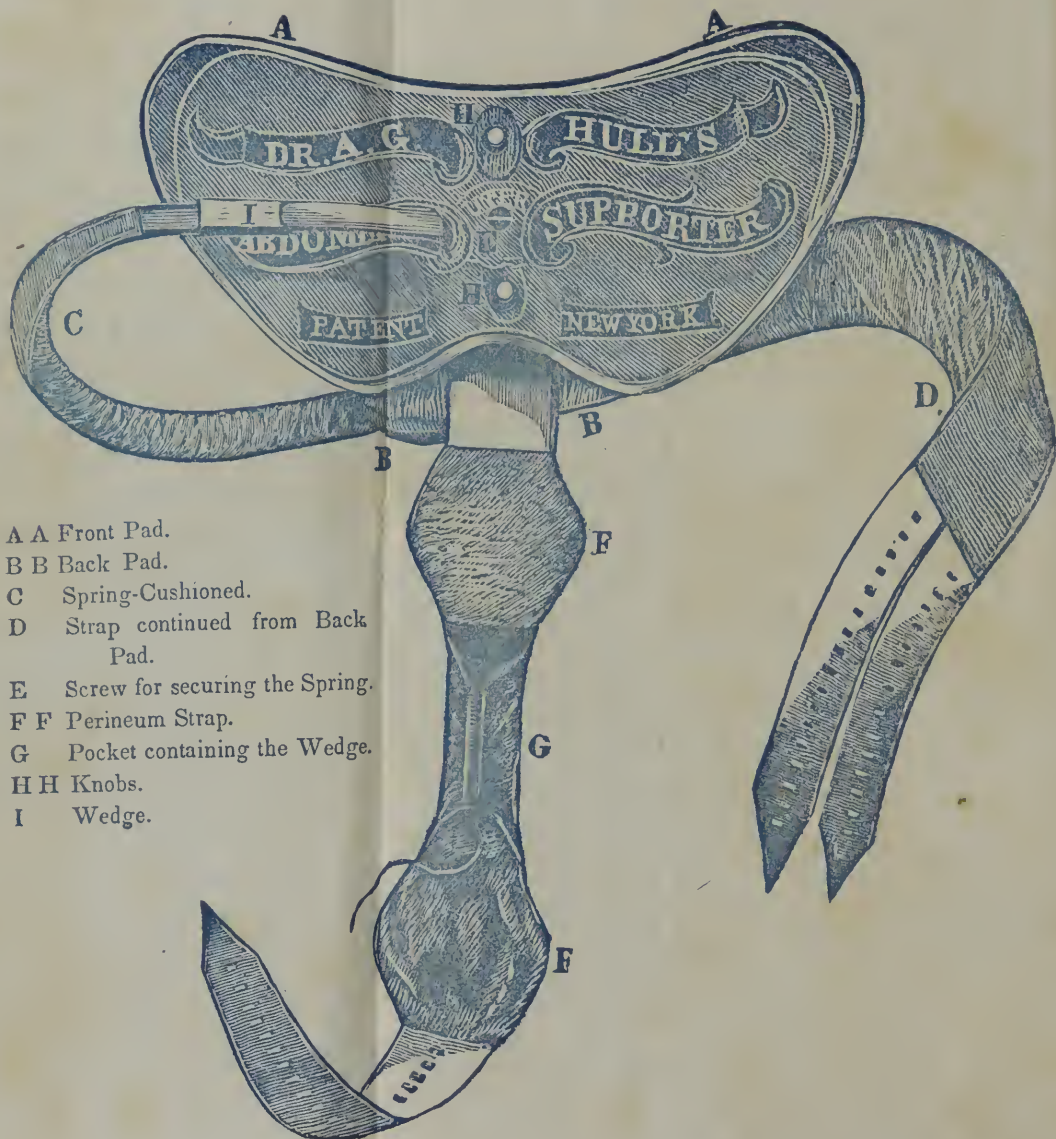 A A
DR. A. G. H HULL'S
I E SUPPORTER
C H
PATENT NEW YORK
D
B
B
F
A A Front Pad.
B B Back Pad.
C Spring-Cushioned.
D Strap continued from Back
Pad.
E Screw for securing the Spring.
F F Perineum Strap.
G Pocket containing the Wedge.
H H Knobs.
I Wedge.
G
F